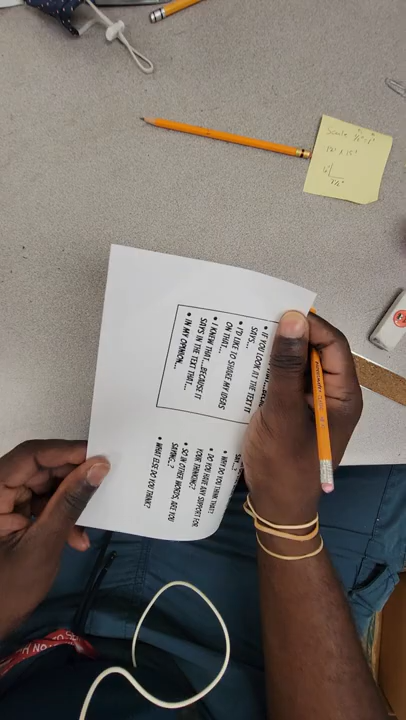 • IF YOU LOOK AT THE TEXT IT
SAYS...
• I'D LIKE TO SHARE MY IDEAS
ON THAT...
• I KNOW THAT...BECAUSE IT
SAYS IN THE TEXT THAT...
• IN MY OPINION...
• WHY DO YOU THINK THAT?
• DO YOU HAVE ANY SUPPORT FOR
YOUR THINKING?
• SO IN OTHER WORDS ARE YOU
SAYING...?
• WHAT ELSE DO YOU THINK?
Scale